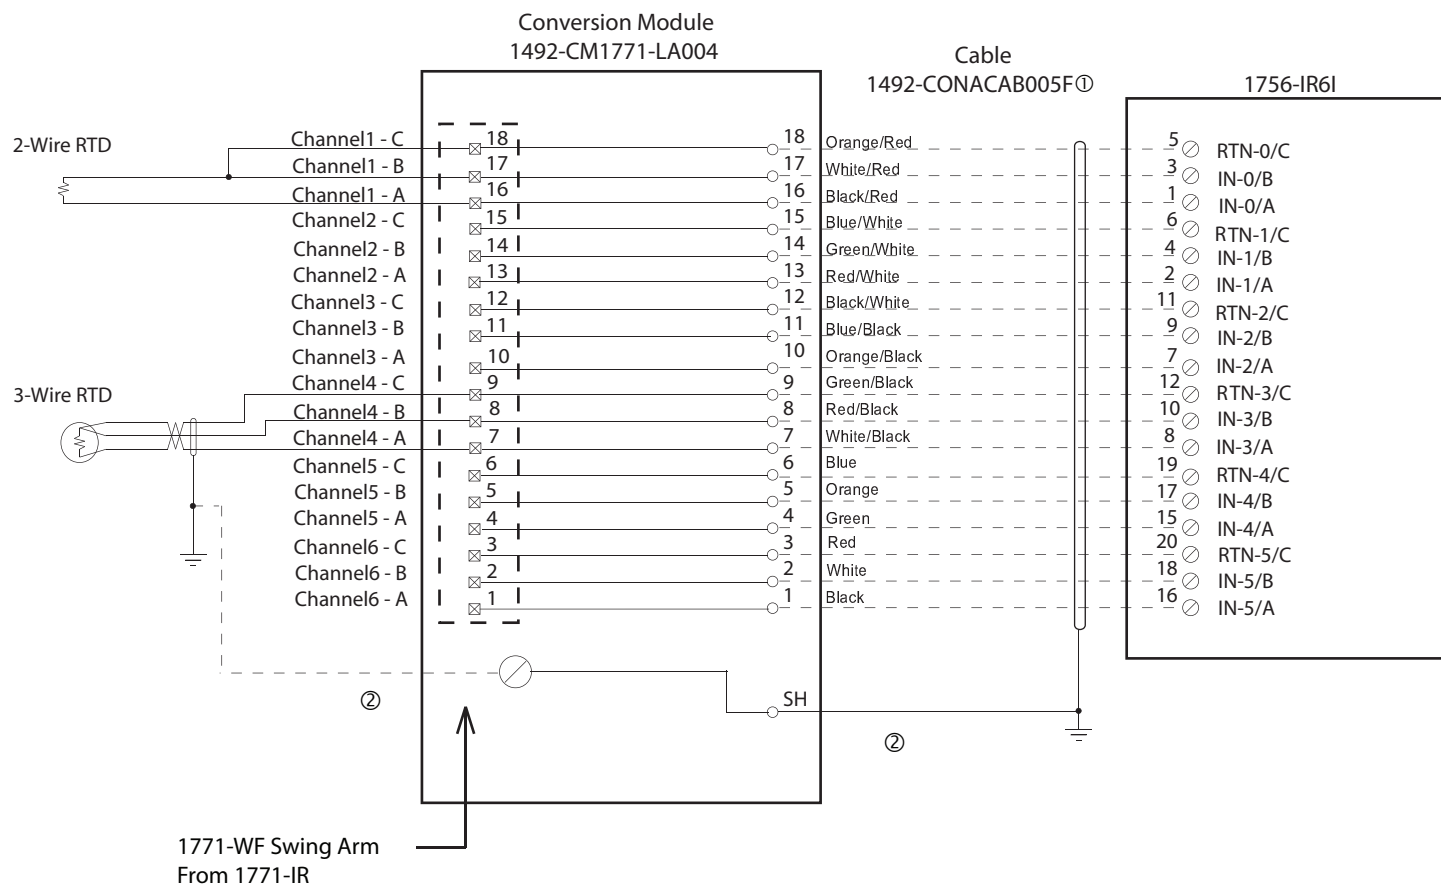 Conversion Module
1492-CM1771-LA004
Cable
1492-CONACAB005F①
1756-IR6I
2-Wire RTD
Channel1 - C 18 18 Orange/Red 5 RTN-0/C
Channel1 - B 17 17 White/Red 3 IN-0/B
Channel1 - A 16 16 Black/Red 1 IN-0/A
Channel2 - C 15 15 Blue/White 6 RTN-1/C
Channel2 - B 14 14 Green/White 4 IN-1/B
Channel2 - A 13 13 Red/White 2 IN-1/A
Channel3 - C 12 12 Black/White 11 RTN-2/C
Channel3 - B 11 11 Blue/Black 9 IN-2/B
Channel3 - A 10 10 Orange/Black 7 IN-2/A
3-Wire RTD
Channel4 - C 9 9 Green/Black 12 RTN-3/C
Channel4 - B 8 8 Red/Black 10 IN-3/B
Channel4 - A 7 7 White/Black 8 IN-3/A
Channel5 - C 6 6 Blue 19 RTN-4/C
Channel5 - B 5 5 Orange 17 IN-4/B
Channel5 - A 4 4 Green 15 IN-4/A
Channel6 - C 3 3 Red 20 RTN-5/C
Channel6 - B 2 2 White 18 IN-5/B
Channel6 - A 1 1 Black 16 IN-5/A
②
SH
②
1771-WF Swing Arm
From 1771-IR